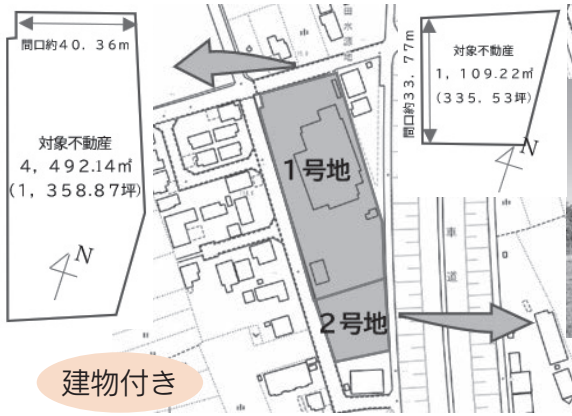 間口約40.36m
対象不動産
4,492.14㎡
(1,358.87坪)
N
1号地
2号地
車道
建物付き
間口約33.77m
対象不動産
1,109.22㎡
(335.53坪)
N